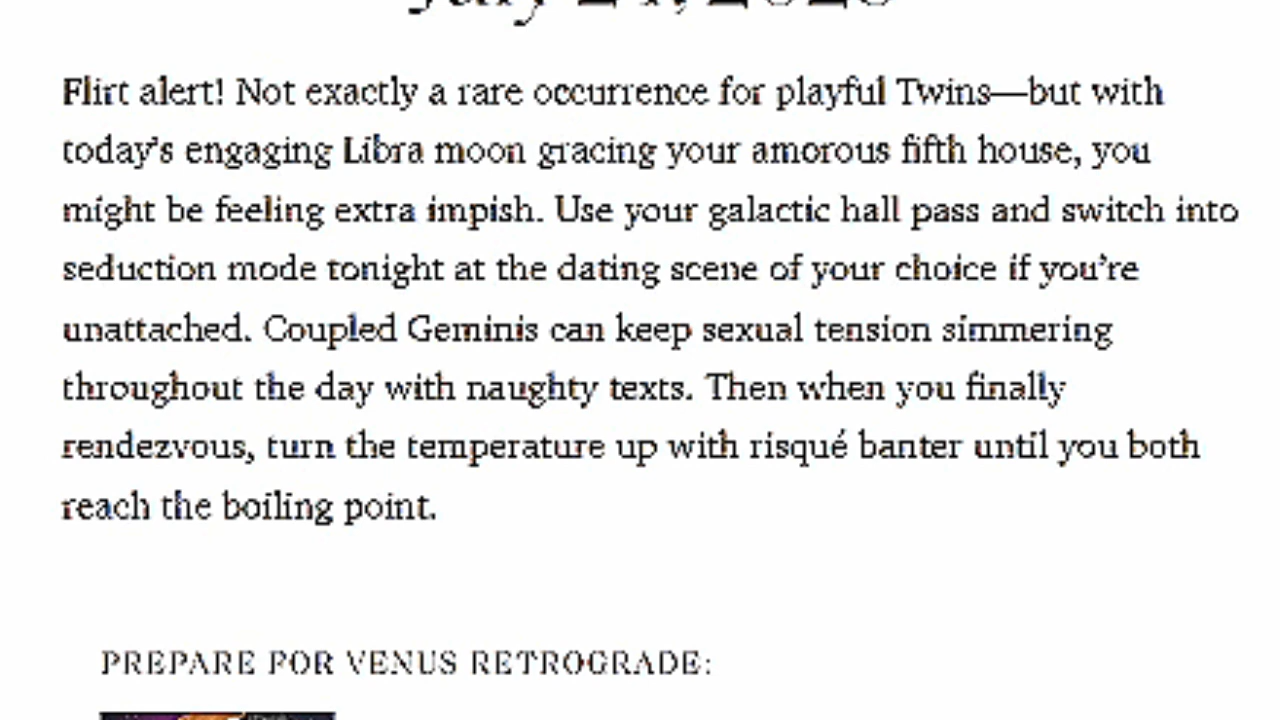 Flirt alert! Not exactly a rare occurrence for playful Twins—but with
today's engaging Libra moon gracing your amorous fifth house, you
might be feeling extra impish. Use your galactic hall pass and switch into
seduction mode tonight at the dating scene of your choice if you're
unattached. Coupled Geminis can keep sexual tension simmering
throughout the day with naughty texts. Then when you finally
rendezvous, turn the temperature up with risqué banter until you both
reach the boiling point.
PREPARE FOR VENUS RETROGRADE: